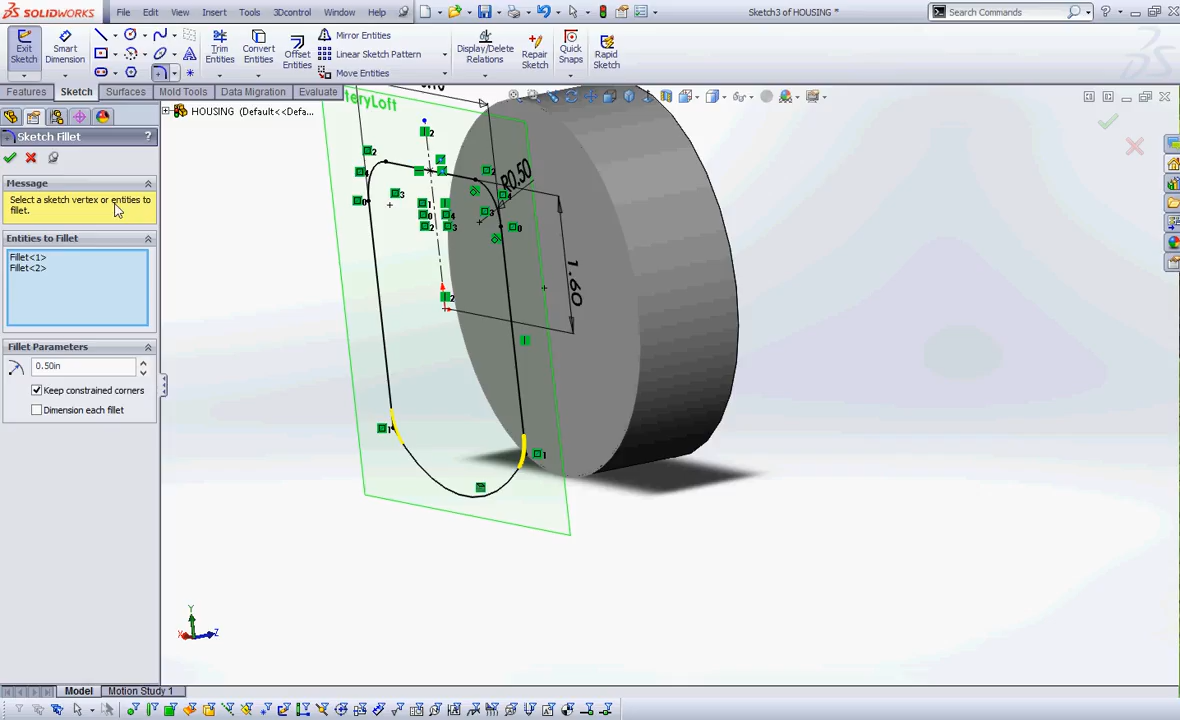 SOLIDWORKS
File Edit View Insert Tools 3Dcontrol Window Help
Sketch3 of HOUSING *
Search Commands
Exit Sketch
Smart Dimension
Trim Entities
Convert Entities
Offset Entities
Mirror Entities
Linear Sketch Pattern
Move Entities
Display/Delete Relations
Repair Sketch
Quick Snaps
Rapid Sketch
Features Sketch Surfaces Mold Tools Data Migration Evaluate
HOUSING (Default<<Defa...
Sketch Fillet
?
Message
Select a sketch vertex or entities to
fillet.
Entities to Fillet
Fillet<1>
Fillet<2>
Fillet Parameters
0.50in
Keep constrained corners
Dimension each fillet
teryLoft
R0.50
1.60
Y
X
Z
Model Motion Study 1